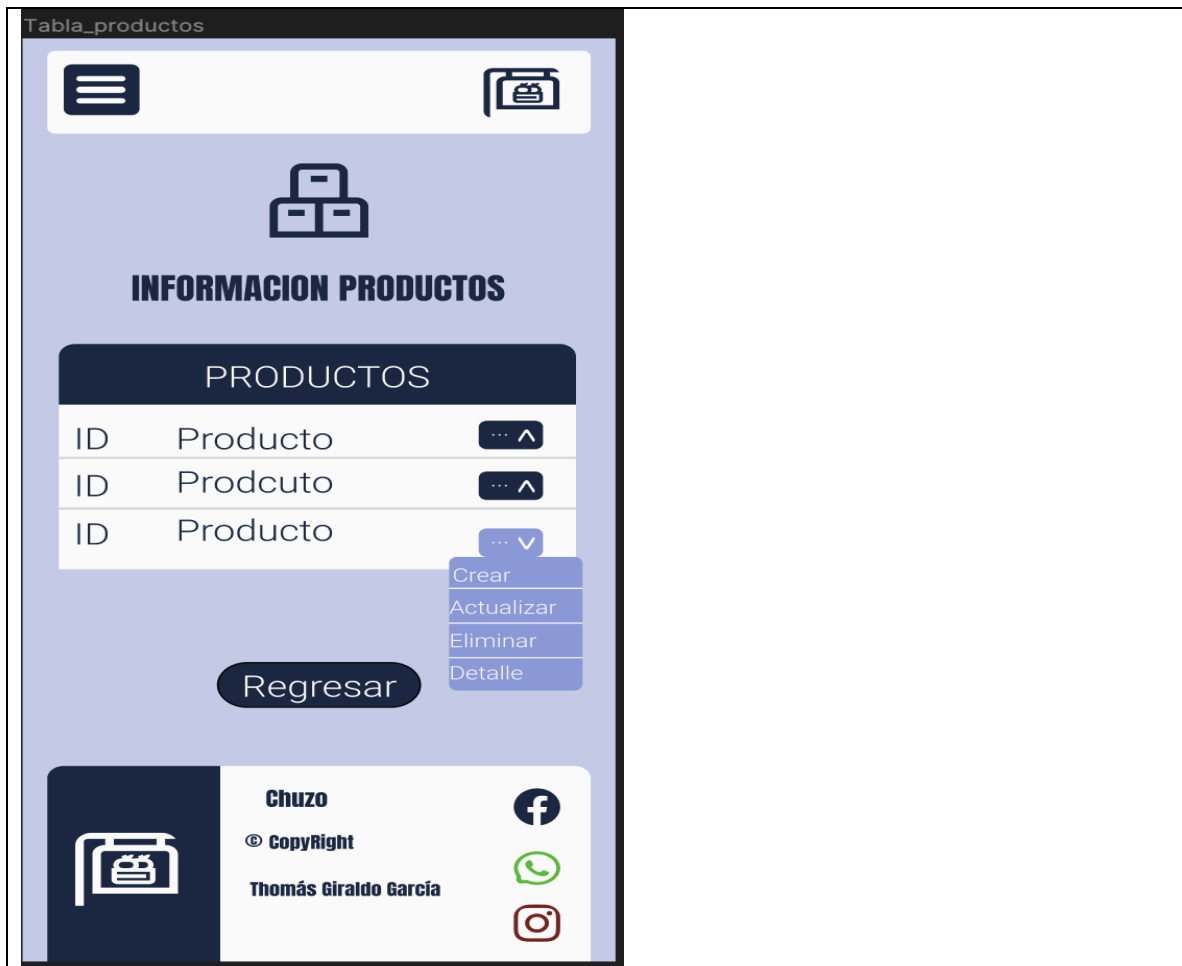 Tabla_productos
INFORMACION PRODUCTOS
PRODUCTOS
ID Producto ...
ID Prodcuto ...
ID Producto ...
Crear
Actualizar
Eliminar
Detalle
Regresar
Chuzo
© CopyRight
Thomás Giraldo García